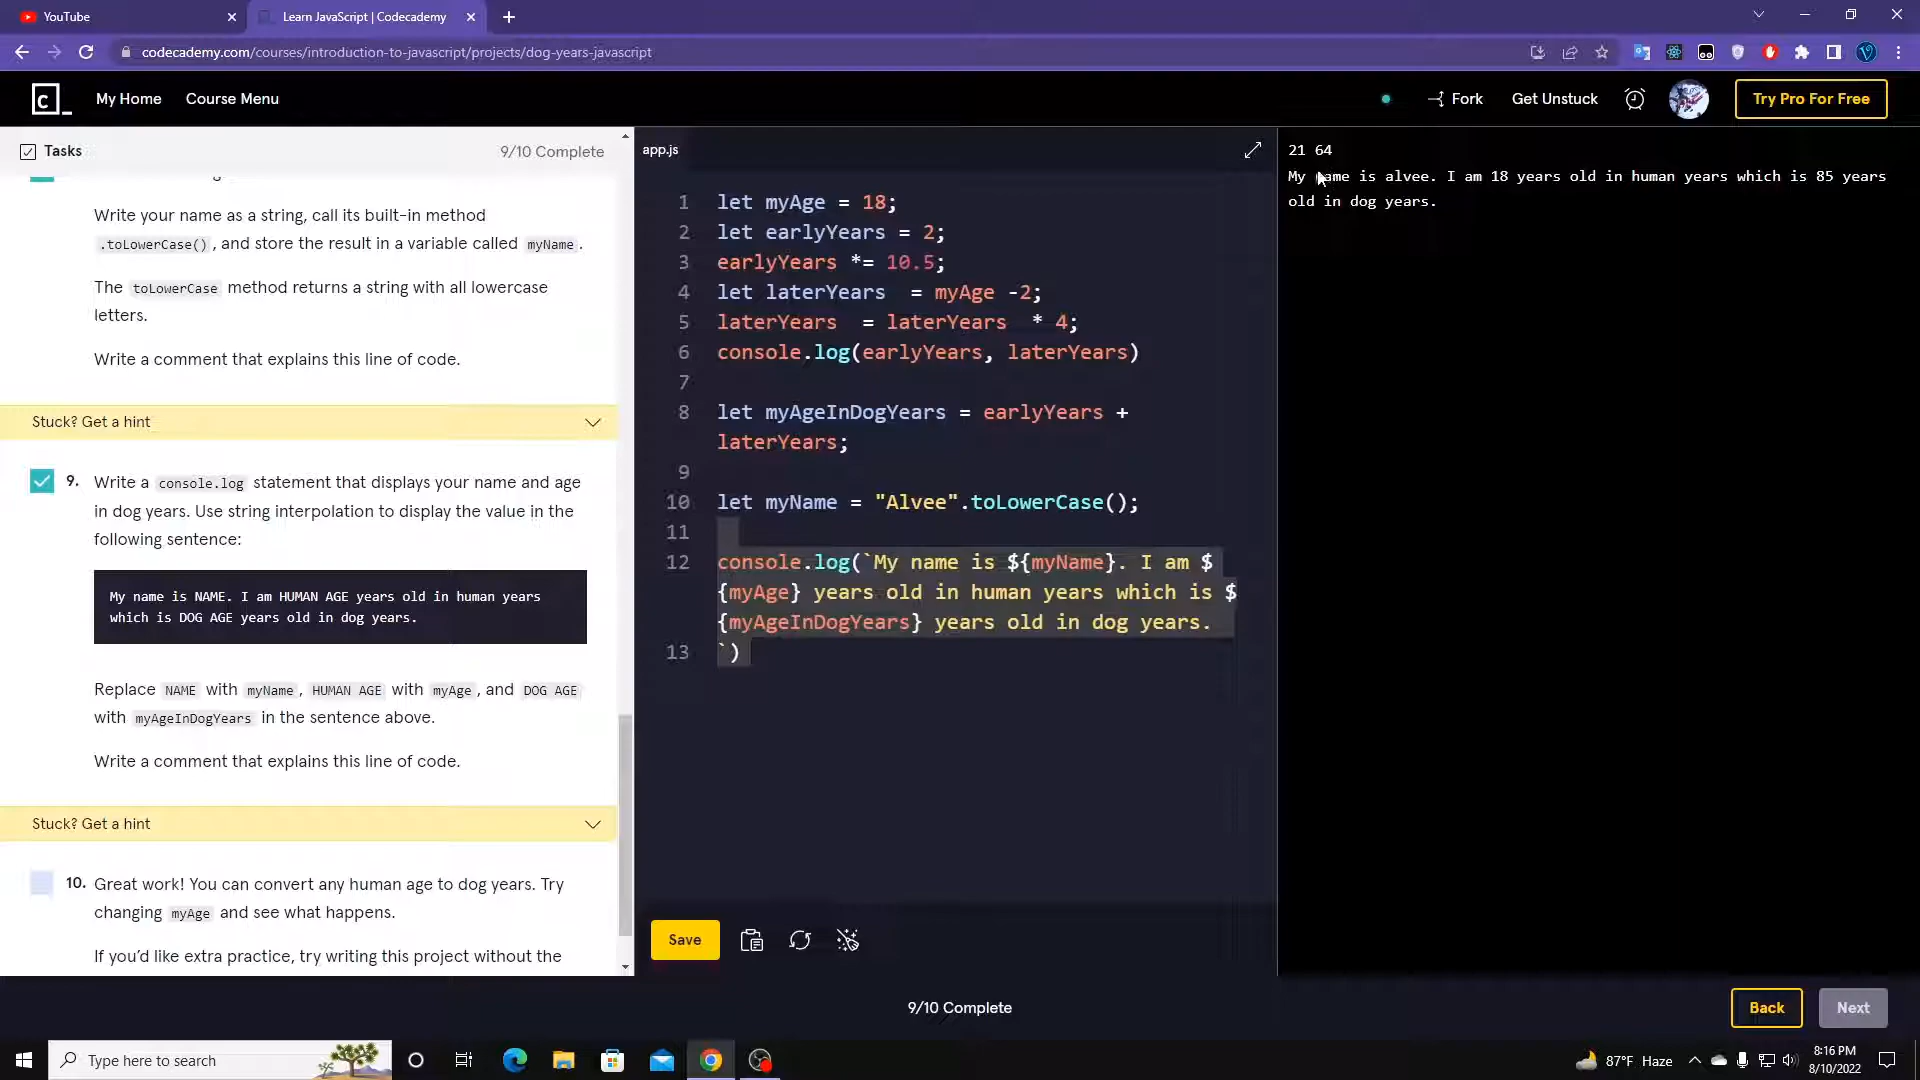 YouTube
Learn JavaScript | Codecademy
codecademy.com/courses/introduction-to-javascript/projects/dog-years-javascript
c_
My Home
Course Menu
Fork
Get Unstuck
Try Pro For Free
Tasks
9/10 Complete
Write your name as a string, call its built-in method
.toLowerCase(), and store the result in a variable called myName.
The toLowerCase method returns a string with all lowercase
letters.
Write a comment that explains this line of code.
Stuck? Get a hint
9. Write a console.log statement that displays your name and age
in dog years. Use string interpolation to display the value in the
following sentence:
My name is NAME. I am HUMAN AGE years old in human years
which is DOG AGE years old in dog years.
Replace NAME with myName, HUMAN AGE with myAge, and DOG AGE
with myAgeInDogYears in the sentence above.
Write a comment that explains this line of code.
Stuck? Get a hint
10. Great work! You can convert any human age to dog years. Try
changing myAge and see what happens.
If you'd like extra practice, try writing this project without the
app.js
1 let myAge = 18;
2 let earlyYears = 2;
3 earlyYears *= 10.5;
4 let laterYears  = myAge -2;
5 laterYears  = laterYears  * 4;
6 console.log(earlyYears, laterYears)
7
8 let myAgeInDogYears = earlyYears +
laterYears;
9
10 let myName = "Alvee".toLowerCase();
11
12 console.log(`My name is ${myName}. I am $
{myAge} years old in human years which is $
{myAgeInDogYears} years old in dog years.
13 `)
Save
21 64
My name is alvee. I am 18 years old in human years which is 85 years
old in dog years.
9/10 Complete
Back
Next
Type here to search
87°F Haze
8:16 PM
8/10/2022